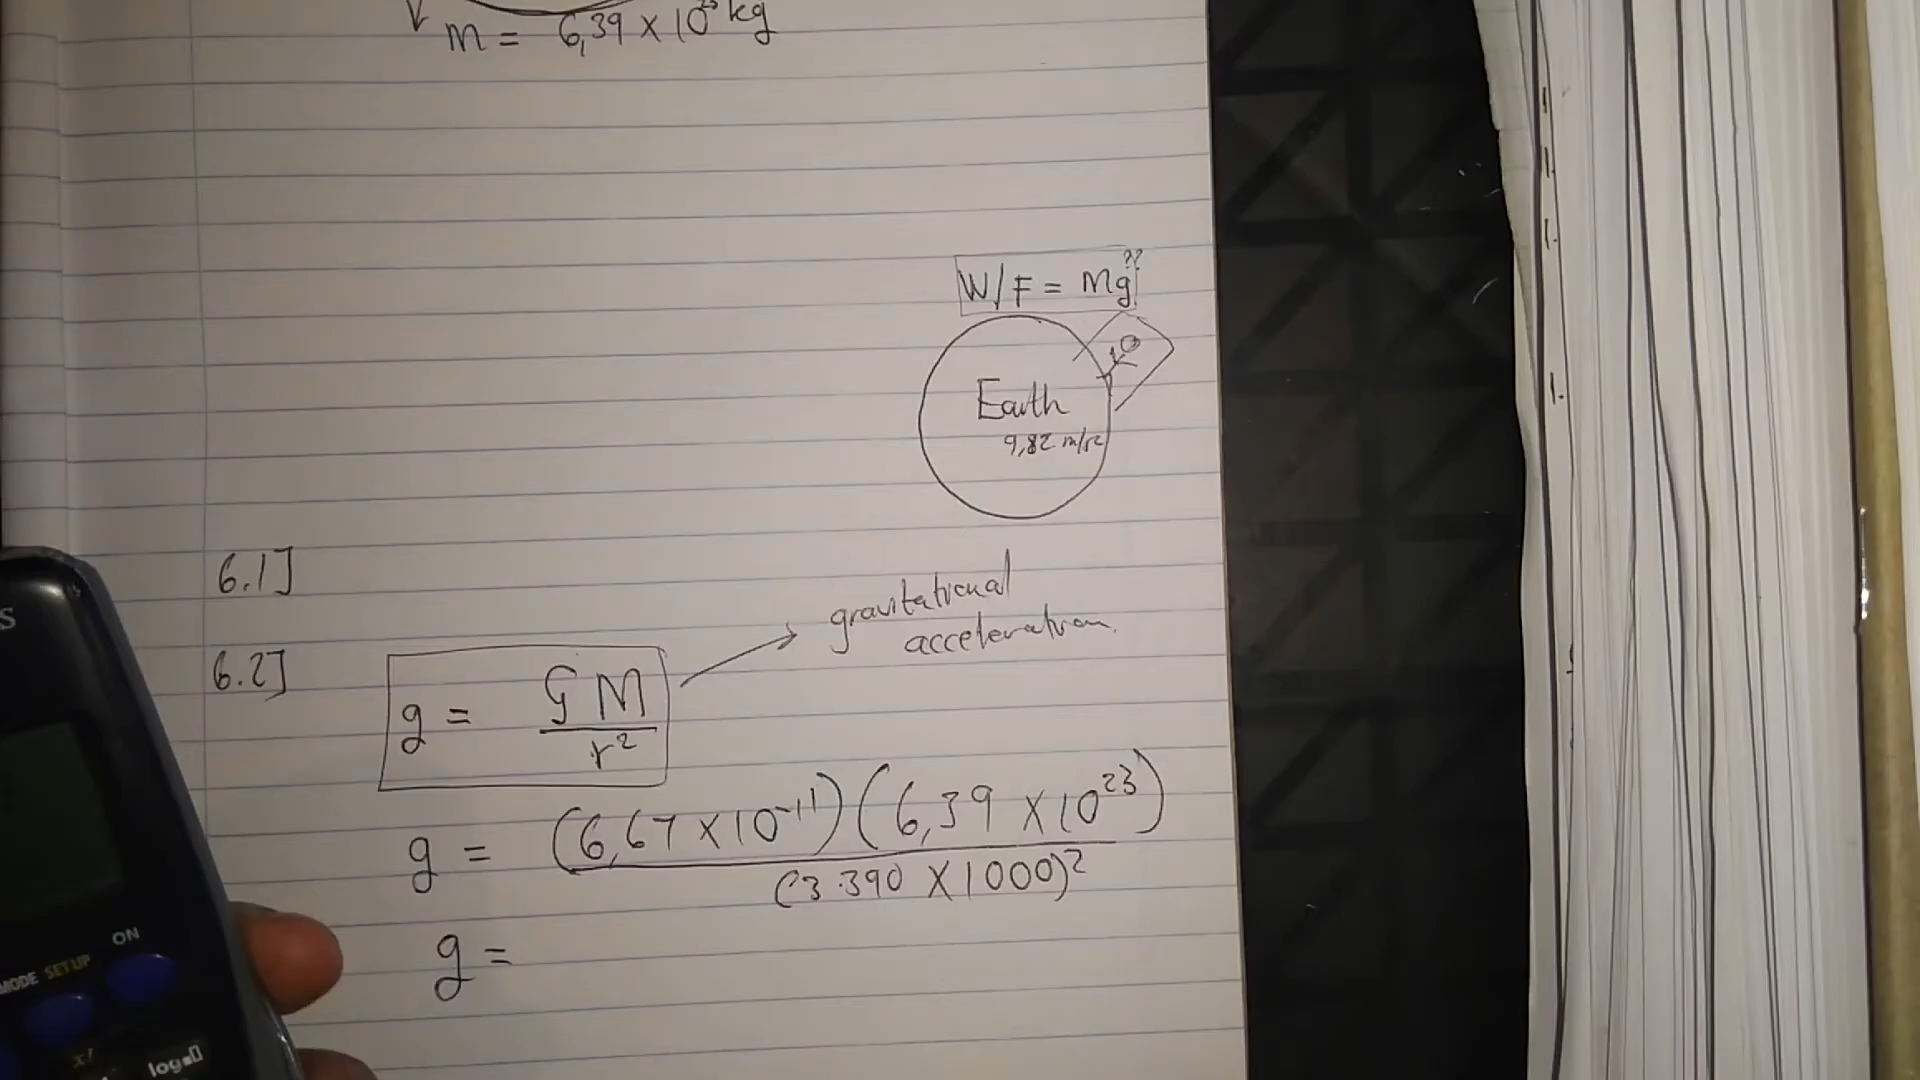 m = 6,39 x 10²³ kg
W/F = Mg??
Earth
9,82 m/s²
6.1]
gravitational
acceleration.
6.2]
g = GM / r²
g = (6,67 x 10⁻¹¹)(6,39 x 10²³) / (3.390 x 1000)²
g =
S
ON
MODE SETUP
x!
log